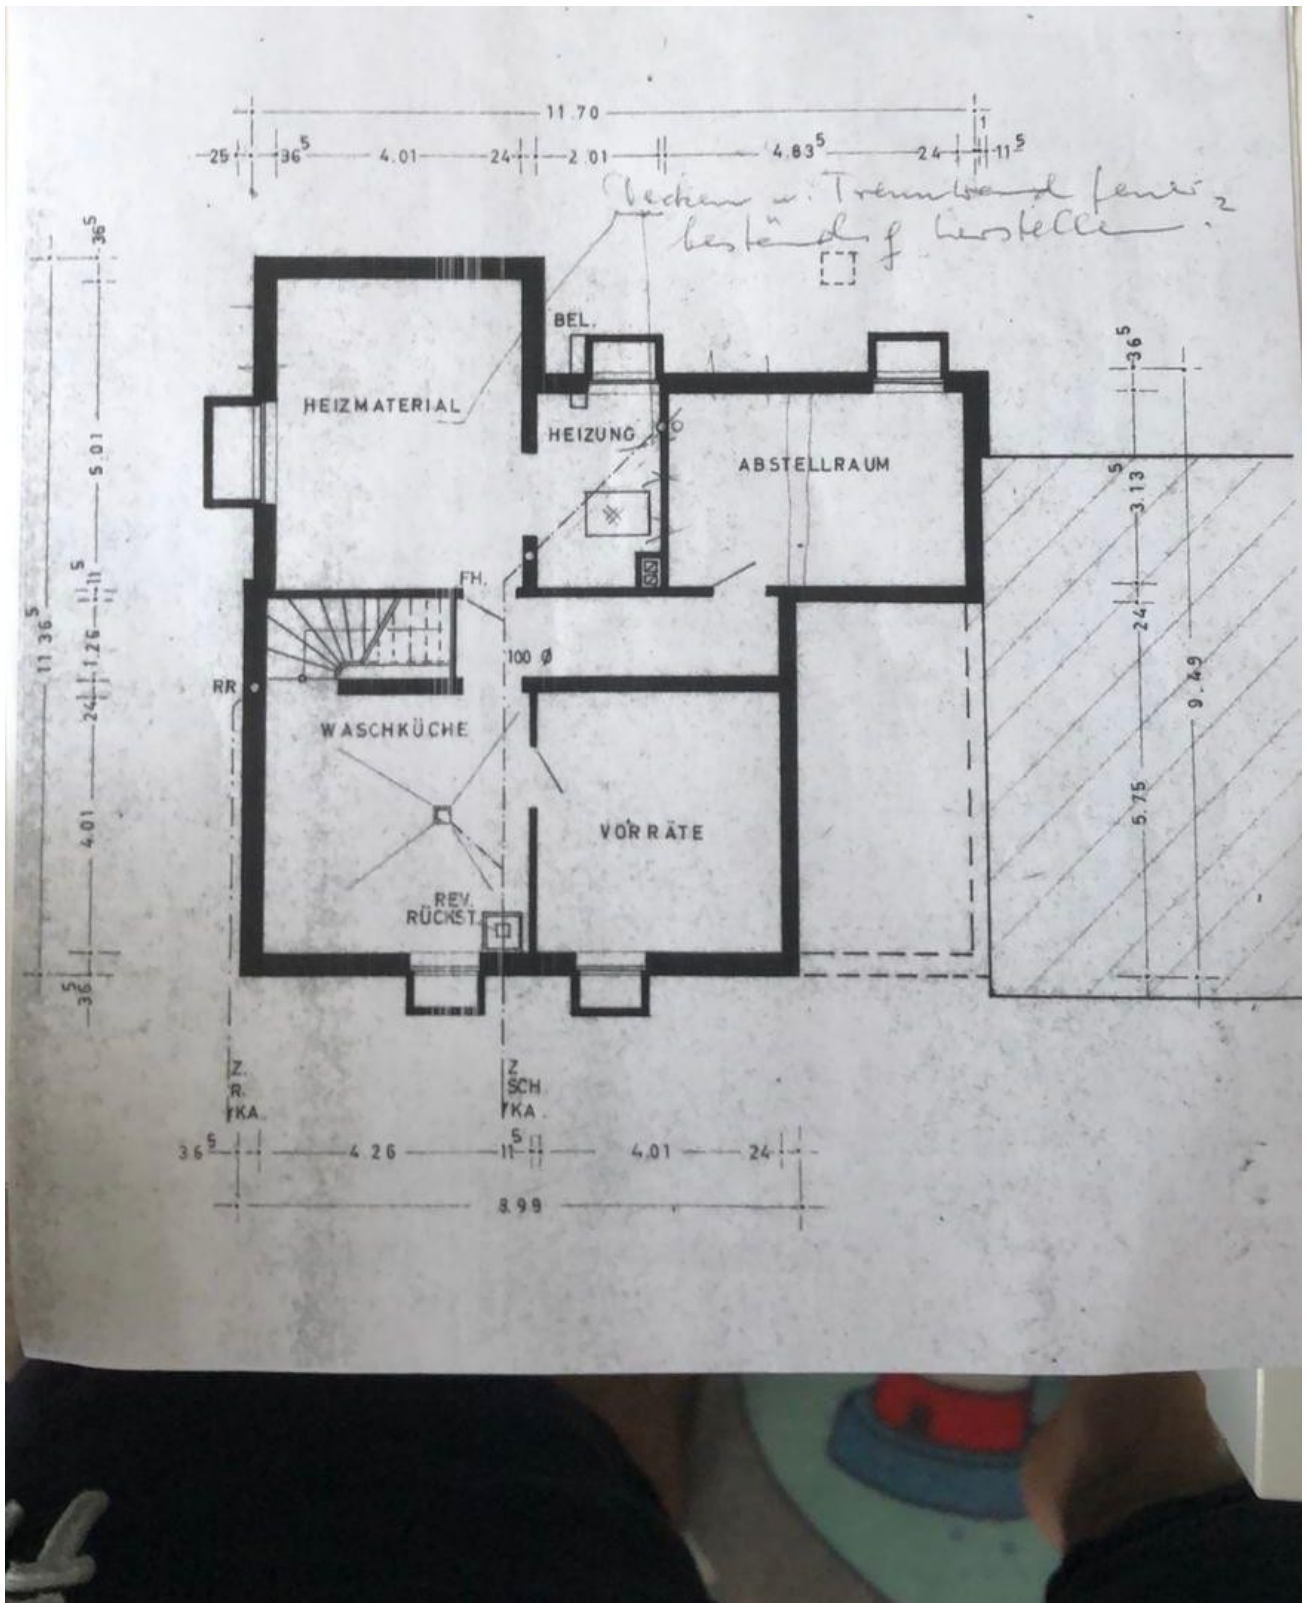 11.70
25 36⁵ 4.01 24 2.01 4.83⁵ 24 1 11⁵
Decken u. Trennwand feuer-
beständig herstellen.
36⁵
BEL.
36⁵
HEIZMATERIAL
HEIZUNG
ABSTELLRAUM
5.01
3.13⁵
FH.
11⁵
24
11.36⁵
1.26
100 Ø
9.49
RR
24
WASCHKÜCHE
4.01
VORRÄTE
5.75
REV.
RÜCKST.
36⁵
Z.
R.
KA.
Z
SCH.
KA.
36⁵ 4.26 11⁵ 4.01 24
8.99